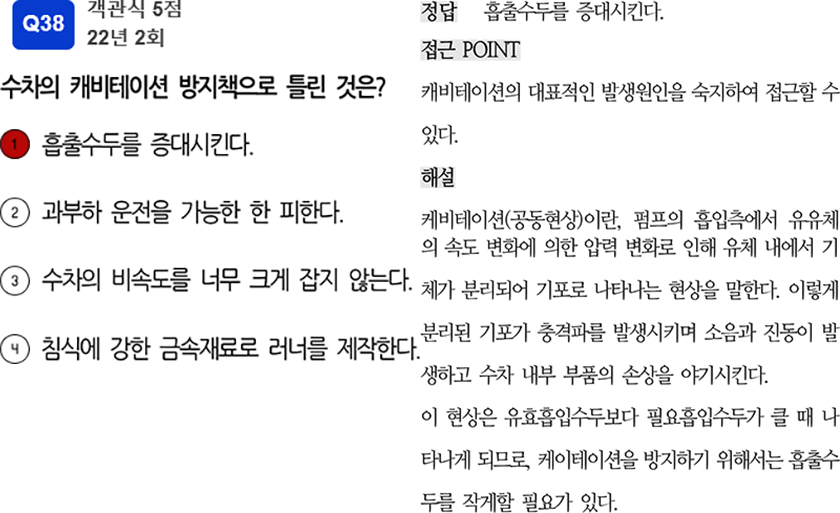 Q38
객관식 5점
22년 2회
수차의 캐비테이션 방지책으로 틀린 것은?
1 흡출수두를 증대시킨다.
2 과부하 운전을 가능한 한 피한다.
3 수차의 비속도를 너무 크게 잡지 않는다.
4 침식에 강한 금속재료로 러너를 제작한다.
정답 흡출수두를 증대시킨다.
접근 POINT
캐비테이션의 대표적인 발생원인을 숙지하여 접근할 수
있다.
해설
케비테이션(공동현상)이란, 펌프의 흡입측에서 유유체
의 속도 변화에 의한 압력 변화로 인해 유체 내에서 기
체가 분리되어 기포로 나타나는 현상을 말한다. 이렇게
분리된 기포가 충격파를 발생시키며 소음과 진동이 발
생하고 수차 내부 부품의 손상을 야기시킨다.
이 현상은 유효흡입수두보다 필요흡입수두가 클 때 나
타나게 되므로, 케이테이션을 방지하기 위해서는 흡출수
두를 작게할 필요가 있다.